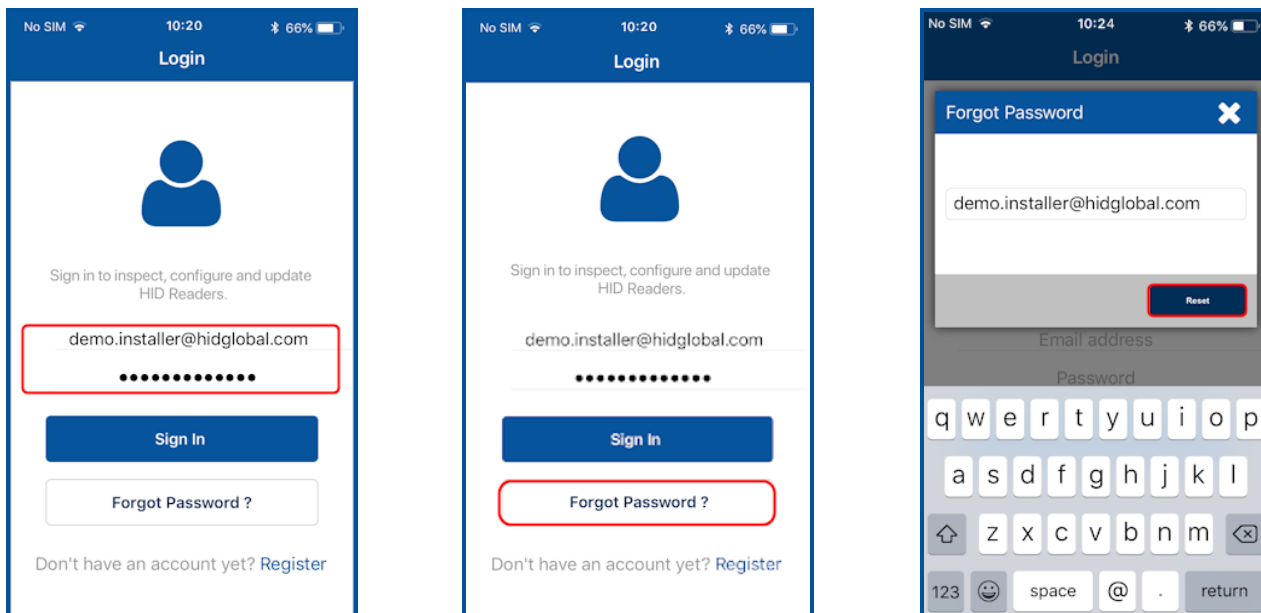 No SIM 10:20 66%
Login
Sign in to inspect, configure and update
HID Readers.
demo.installer@hidglobal.com
●●●●●●●●●●●●●
Sign In
Forgot Password ?
Don't have an account yet? Register
No SIM 10:20 66%
Login
Sign in to inspect, configure and update
HID Readers.
demo.installer@hidglobal.com
●●●●●●●●●●●●●
Sign In
Forgot Password ?
Don't have an account yet? Register
No SIM 10:24 66%
Login
Forgot Password
demo.installer@hidglobal.com
Reset
Email address
Password
q w e r t y u i o p
a s d f g h j k l
z x c v b n m
123 space @ . return